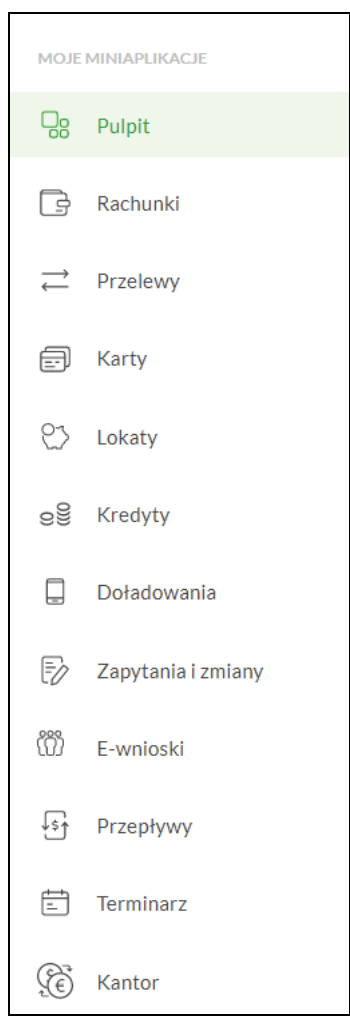 MOJE MINIAPLIKACJE
Pulpit
Rachunki
Przelewy
Karty
Lokaty
Kredyty
Doładowania
Zapytania i zmiany
E-wnioski
Przepływy
Terminarz
Kantor